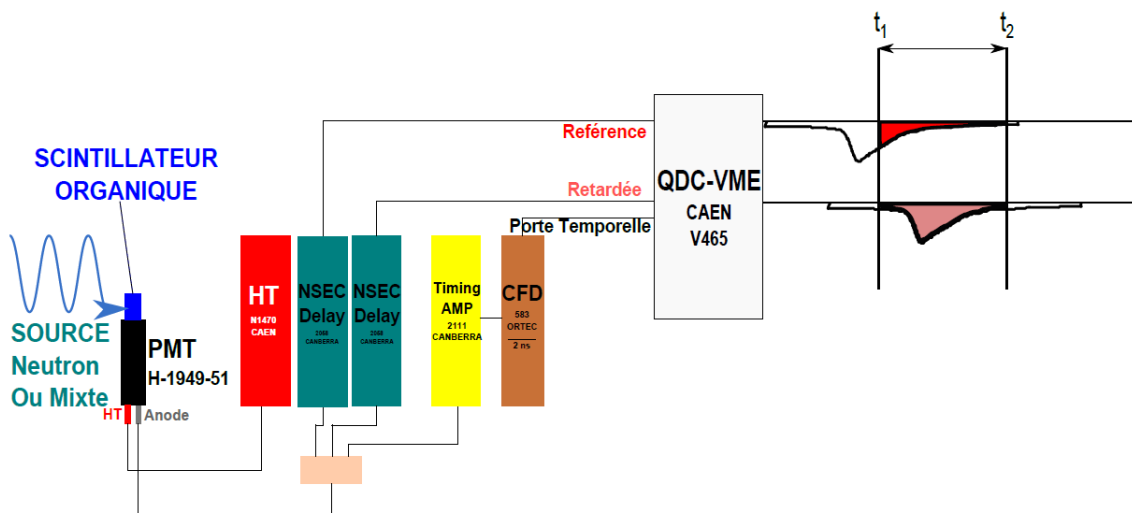 t1
t2
Reférence
SCINTILLATEUR
ORGANIQUE
Retardée
Porte Temporelle
QDC-VME
CAEN
V465
HT
N1470
CAEN
NSEC
Delay
CANBERRA
NSEC
Delay
CANBERRA
Timing
AMP
2111
CANBERRA
CFD
583
ORTEC
2 ns
SOURCE
Neutron
Ou Mixte
PMT
H-1949-51
HT
Anode